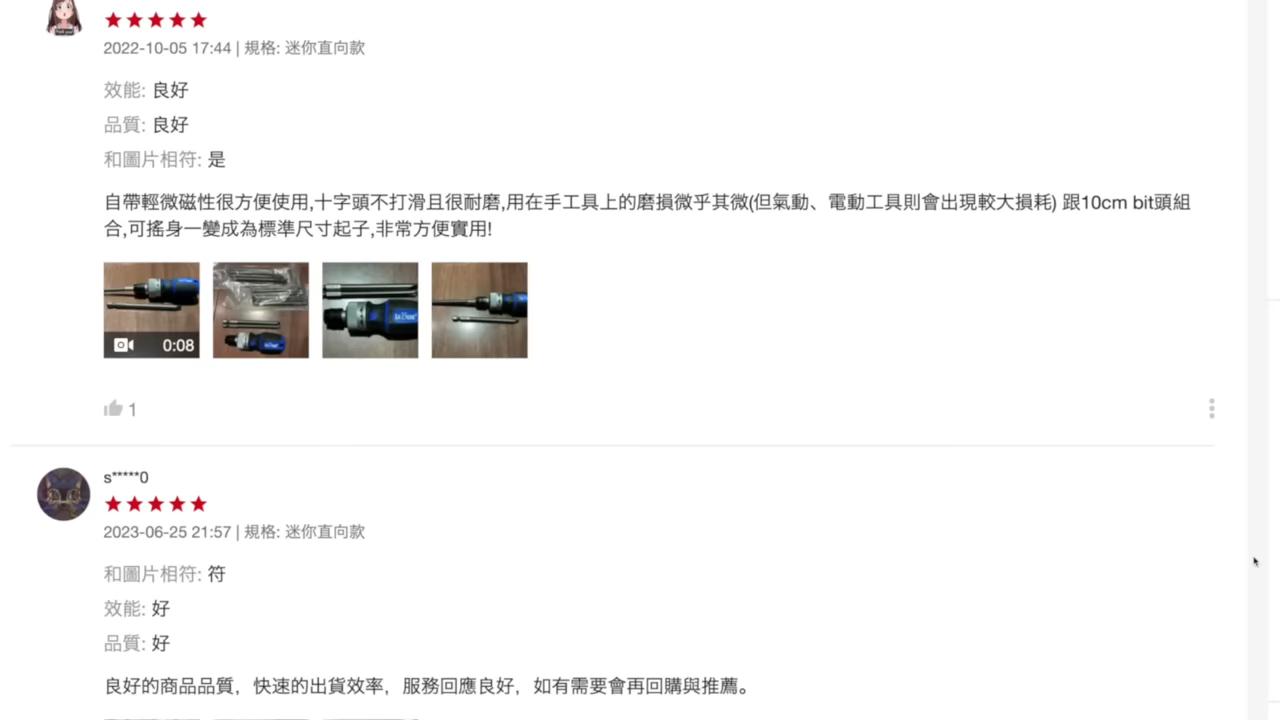 2022-10-05 17:44 | 規格: 迷你直向款
效能: 良好
品質: 良好
和圖片相符: 是
自帶輕微磁性很方便使用,十字頭不打滑且很耐磨,用在手工具上的磨損微乎其微(但氣動、電動工具則會出現較大損耗) 跟10cm bit頭組
合,可搖身一變成為標準尺寸起子,非常方便實用!
0:08
1
s*****0
2023-06-25 21:57 | 規格: 迷你直向款
和圖片相符: 符
效能: 好
品質: 好
良好的商品品質，快速的出貨效率，服務回應良好，如有需要會再回購與推薦。